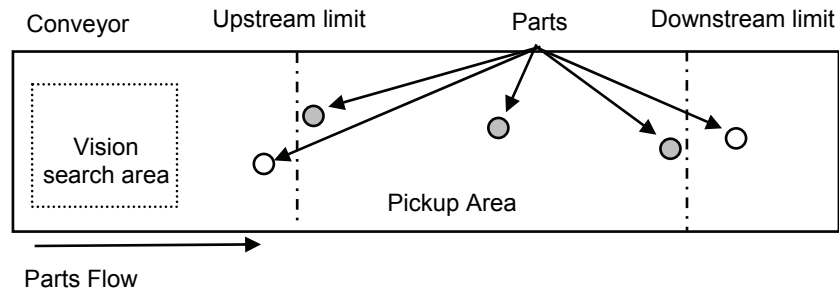 Conveyor
Upstream limit
Parts
Downstream limit
Vision
search area
Pickup Area
Parts Flow